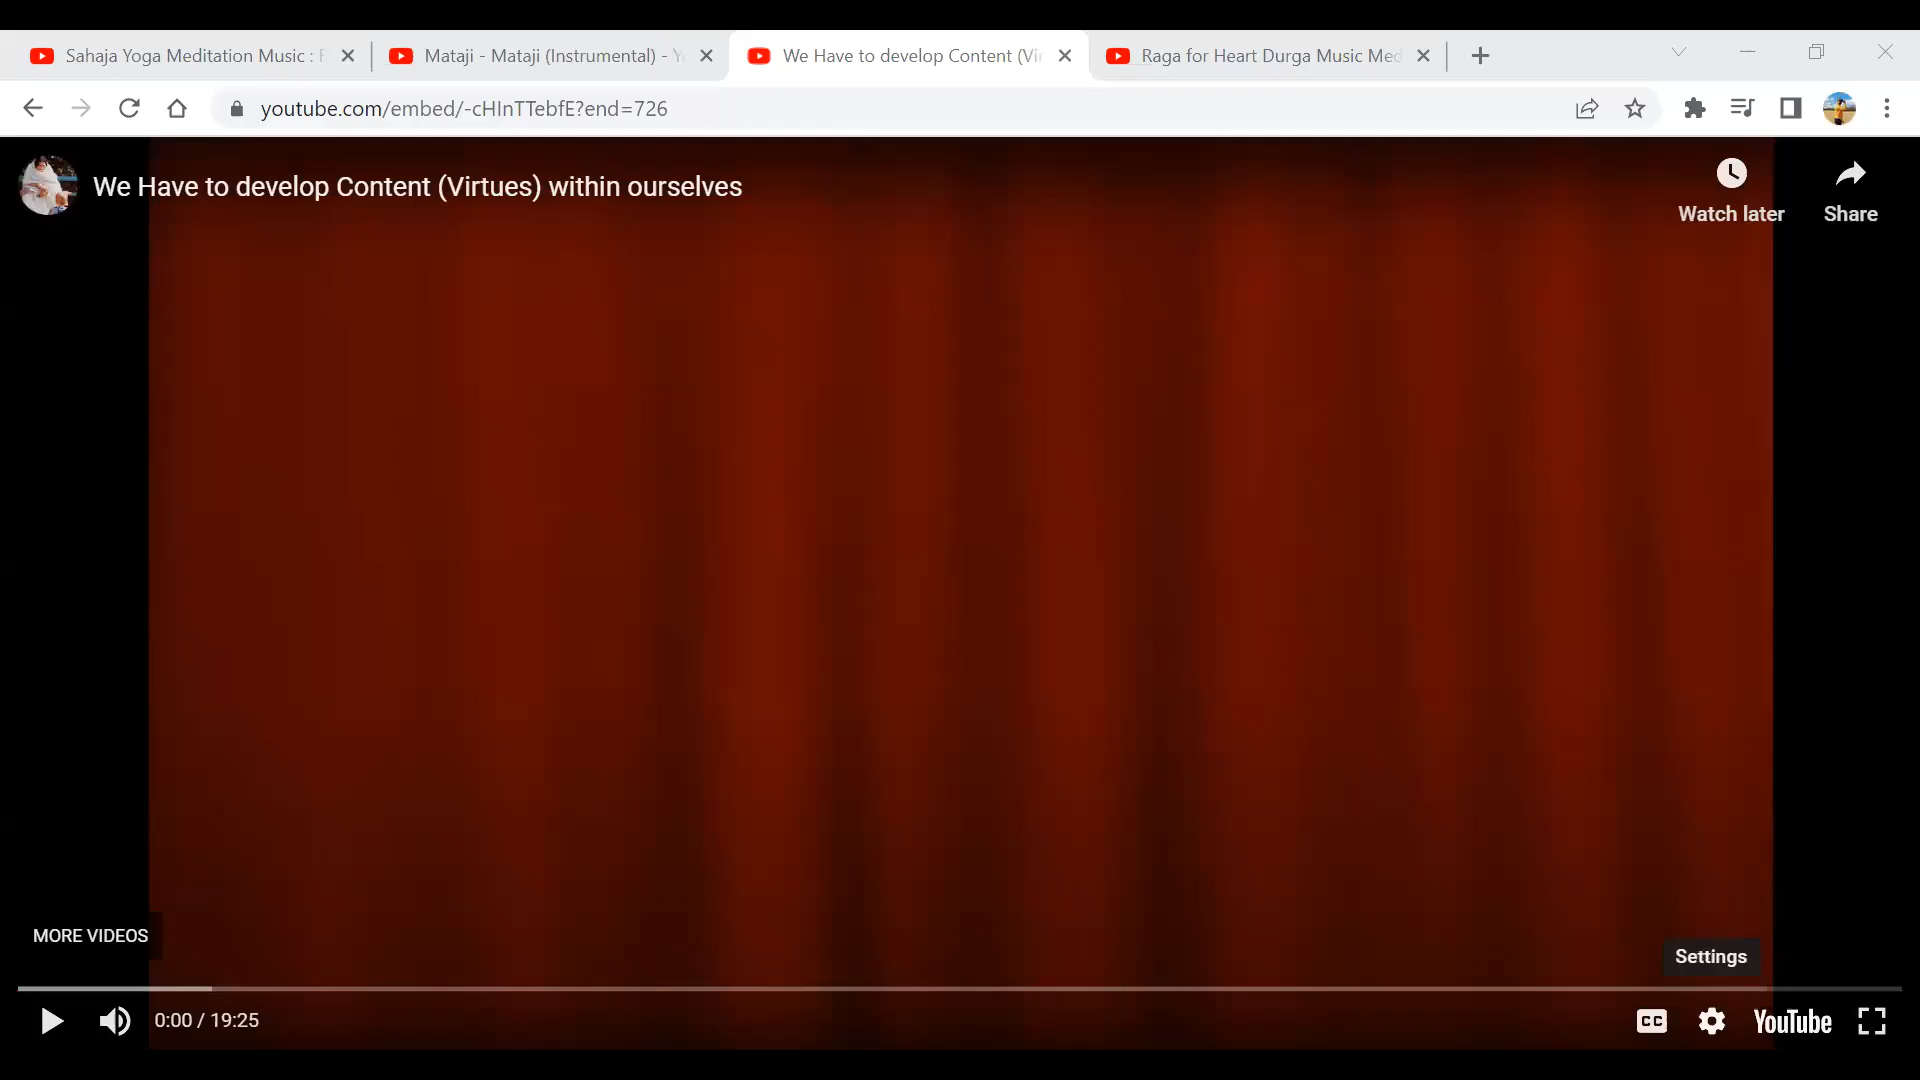 Sahaja Yoga Meditation Music :
Mataji - Mataji (Instrumental) -
We Have to develop Content
Raga for Heart Durga Music
youtube.com/embed/-cHInTTebfE?end=726
We Have to develop Content (Virtues) within ourselves
Watch later
Share
MORE VIDEOS
Settings
0:00 / 19:25
CC
YouTube